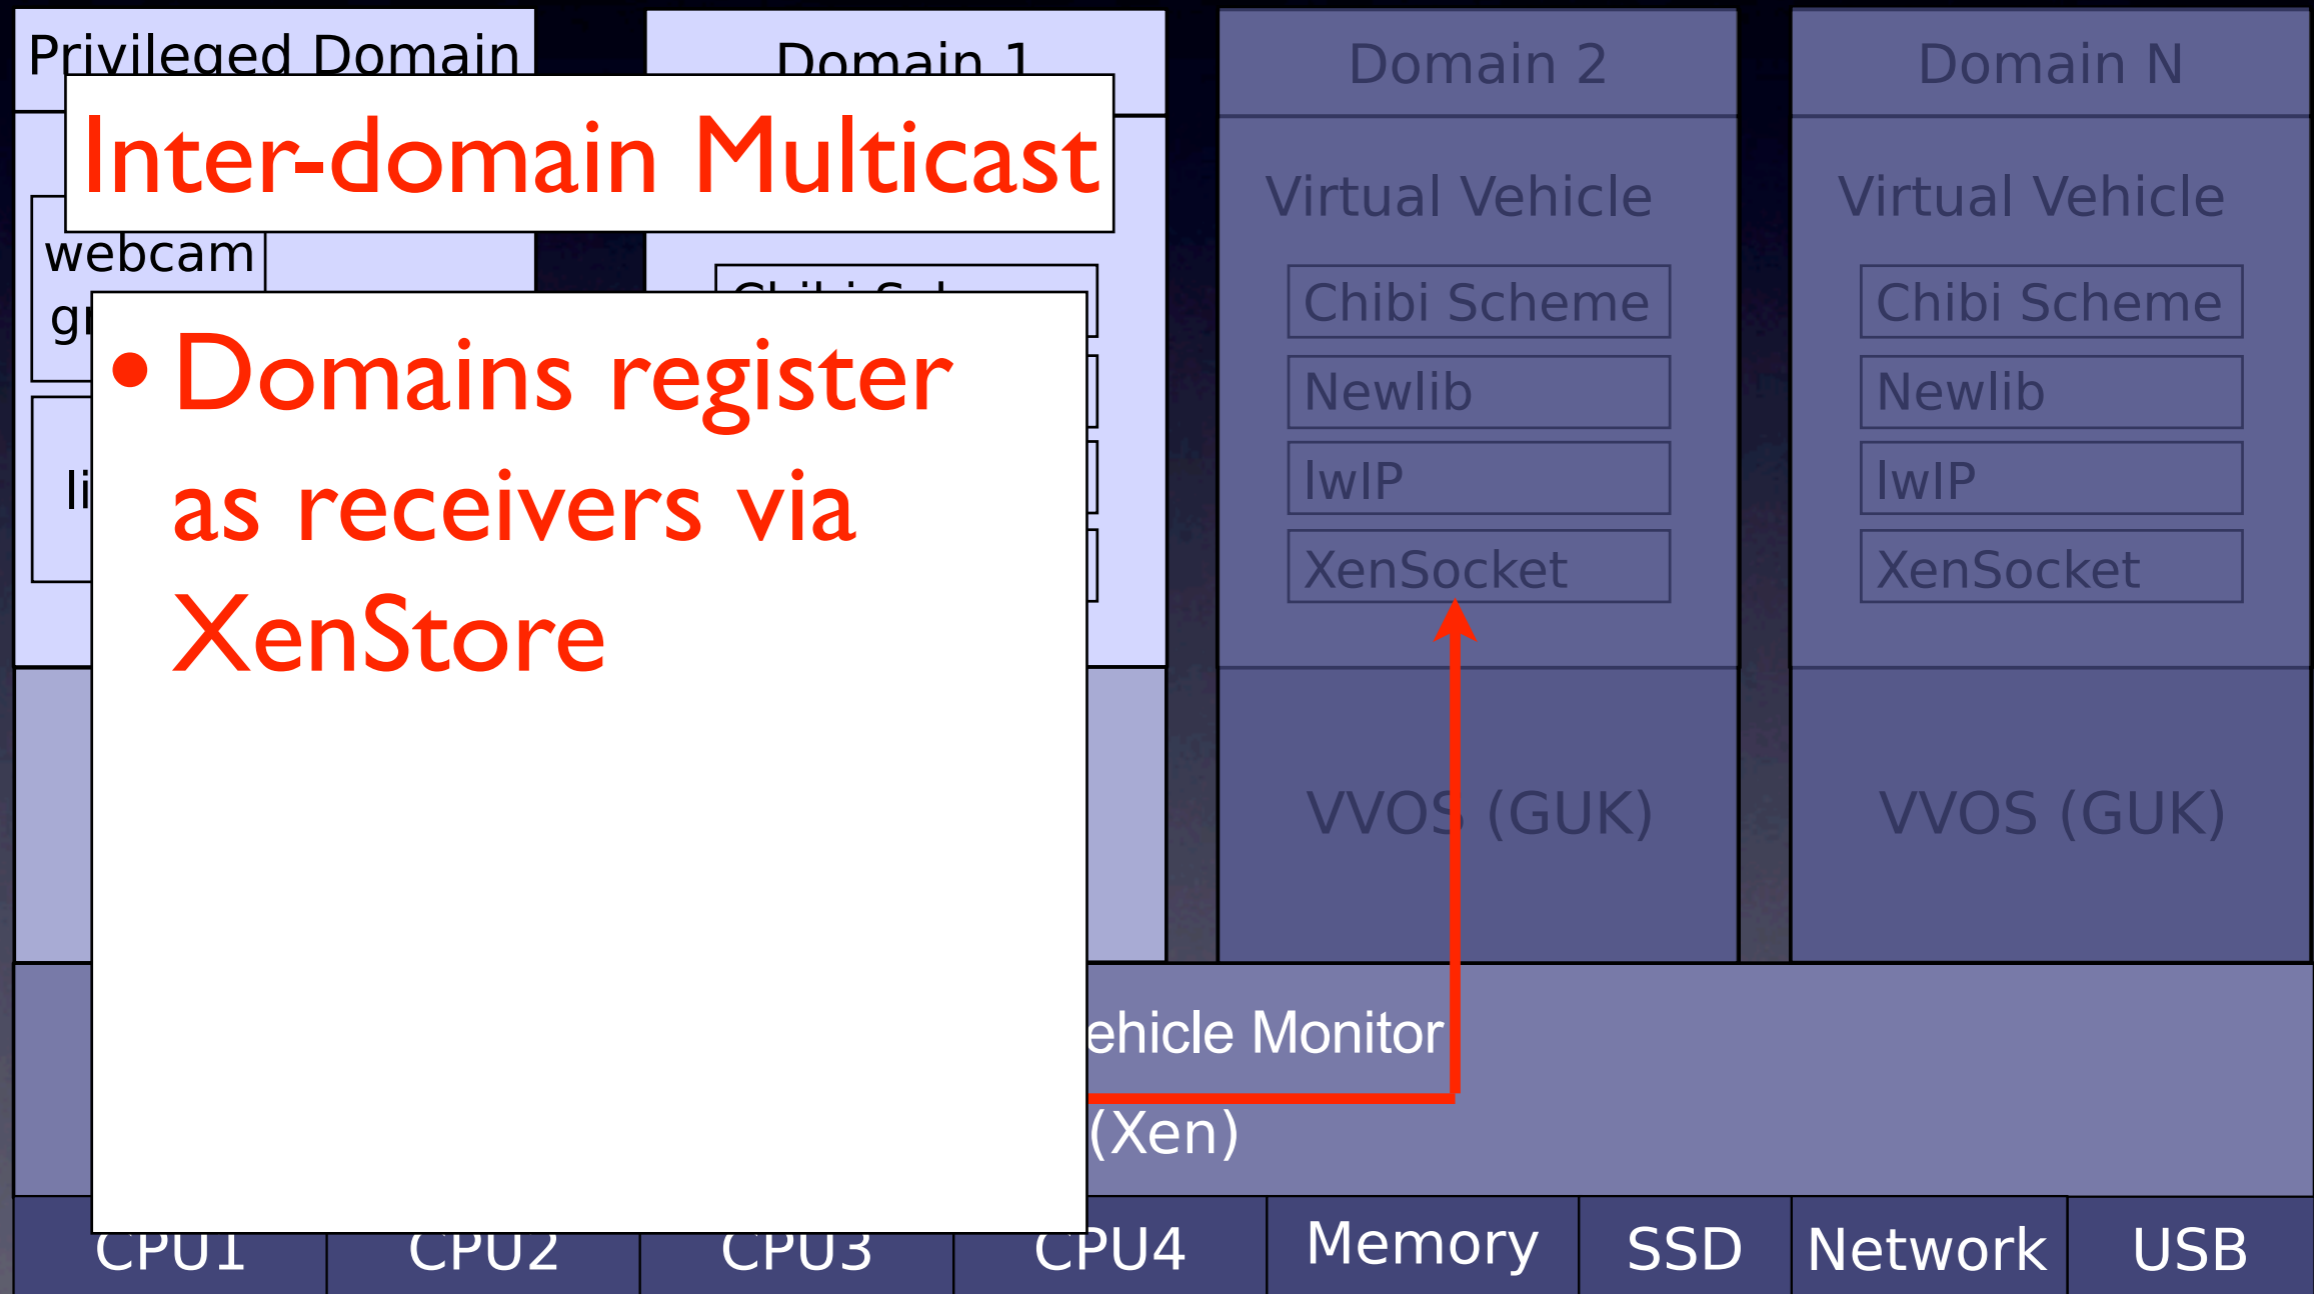 Privileged Domain
Domain 1
Domain 2
Domain N
Inter-domain Multicast
webcam
• Domains register
as receivers via
XenStore
Virtual Vehicle
Chibi Scheme
Newlib
lwIP
XenSocket
VVOS (GUK)
Virtual Vehicle
Chibi Scheme
Newlib
lwIP
XenSocket
VVOS (GUK)
ehicle Monitor
(Xen)
CPU1
CPU2
CPU3
CPU4
Memory
SSD
Network
USB